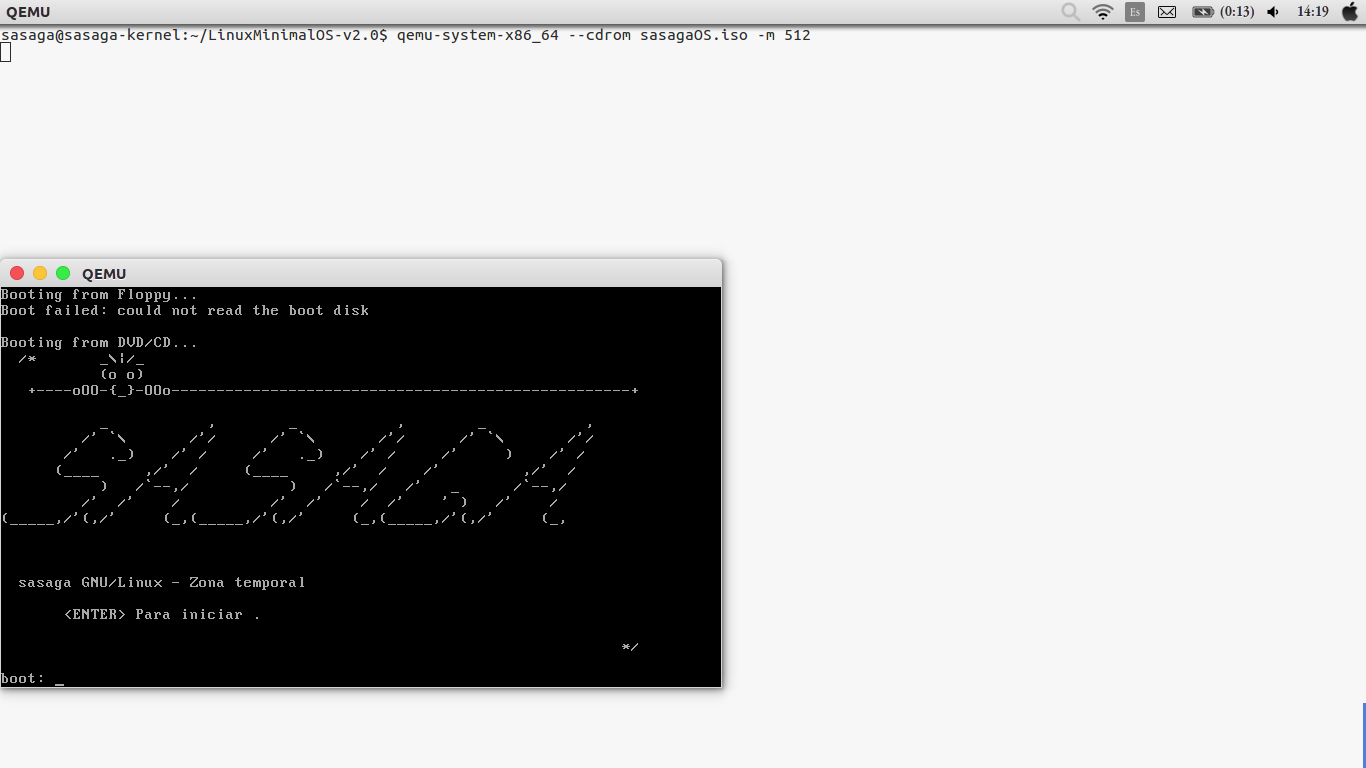 QEMU
Es
(0:13)
14:19
sasaga@sasaga-kernel:~/LinuxMinimalOS-v2.0$ qemu-system-x86_64 --cdrom sasagaOS.iso -m 512
QEMU
Booting from Floppy...
Boot failed: could not read the boot disk
Booting from DVD/CD...
/*          _\¦/_
(o o)
+----oOO-{_}-OOo---------------------------------------------------+
SASAGA
sasaga GNU/Linux - Zona temporal
<ENTER> Para iniciar .
*/
boot: _